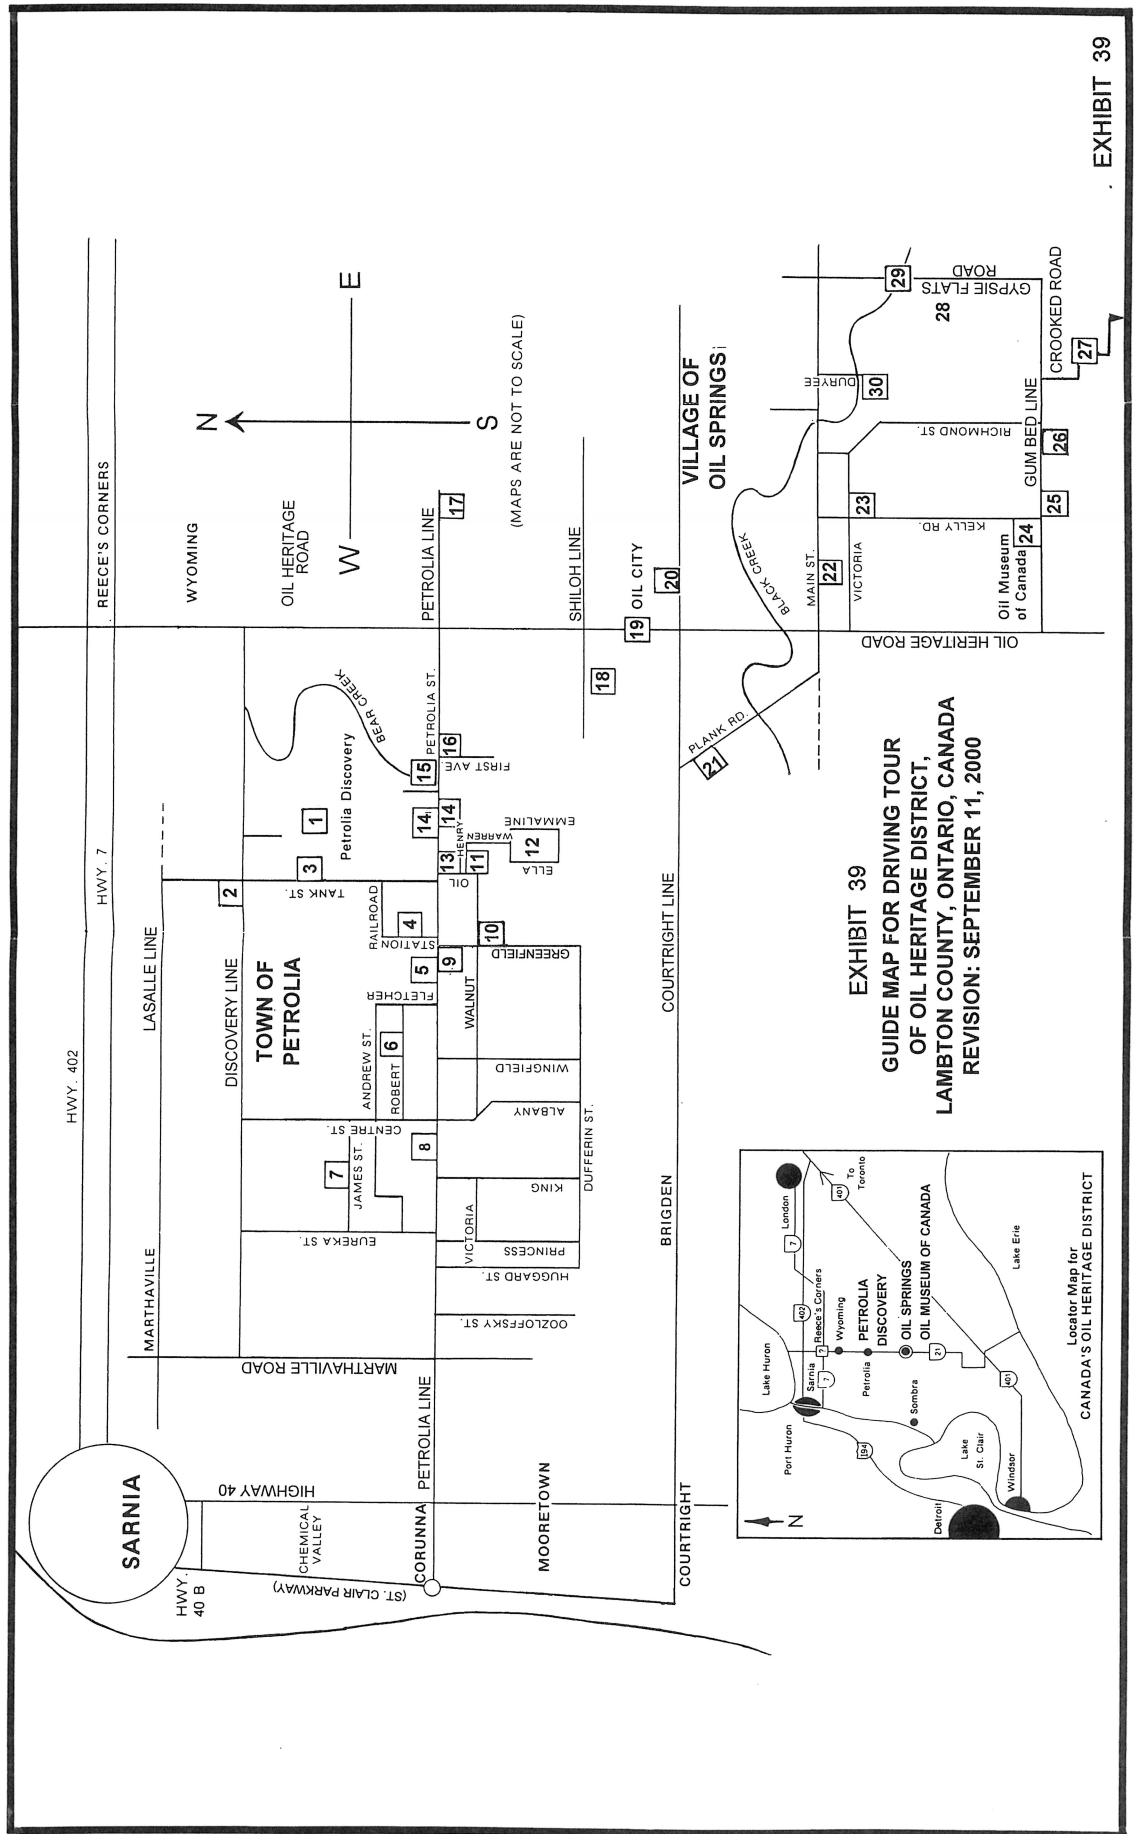 SARNIA
HWY. 402
HWY. 7
REECE'S CORNERS
MARTHAVILLE
LASALLE LINE
WYOMING
DISCOVERY LINE
OIL HERITAGE
ROAD
HWY.
40 B
HIGHWAY 40
CHEMICAL
VALLEY
(ST. CLAIR PARKWAY)
CORUNNA
PETROLIA LINE
MOORETOWN
COURTRIGHT
MARTHAVILLE ROAD
TOWN OF
PETROLIA
N
W
E
S
(MAPS ARE NOT TO SCALE)
1
Petrolia Discovery
BEAR CREEK
2
3
TANK ST.
RAILROAD
4
STATION
5
FLETCHER
ANDREW ST.
6
ROBERT
CENTRE ST.
7
JAMES ST.
EUREKA ST.
8
9
10
GREENFIELD
WALNUT
WINGFIELD
ALBANY
DUFFERIN ST.
KING
VICTORIA
PRINCESS
HUGGARD ST.
OOZLOFFSKY ST.
OIL
13
HENRY
11
WARREN
12
ELLA
EMMALINE
14
14
15
PETROLIA ST.
16
FIRST AVE.
PETROLIA LINE
17
SHILOH LINE
18
19
OIL CITY
20
BRIGDEN
COURTRIGHT LINE
VILLAGE OF
OIL SPRINGS
PLANK RD.
21
BLACK CREEK
MAIN ST.
22
VICTORIA
23
OIL HERITAGE ROAD
Oil Museum
of Canada
24
KELLY RD.
25
GUM BED LINE
26
RICHMOND ST.
DURYEE
30
28
29
GYPSIE FLATS
ROAD
CROOKED ROAD
27
EXHIBIT 39
GUIDE MAP FOR DRIVING TOUR
OF OIL HERITAGE DISTRICT,
LAMBTON COUNTY, ONTARIO, CANADA
REVISION: SEPTEMBER 11, 2000
N
Lake Huron
Port Huron
Sarnia
402
7
Reece's Corners
7
London
401
To
Toronto
Wyoming
Petrolia
PETROLIA
DISCOVERY
OIL SPRINGS
OIL MUSEUM OF CANADA
21
Sombra
194
Lake
St. Clair
401
Detroit
Windsor
Lake Erie
Locator Map for
CANADA'S OIL HERITAGE DISTRICT
EXHIBIT 39